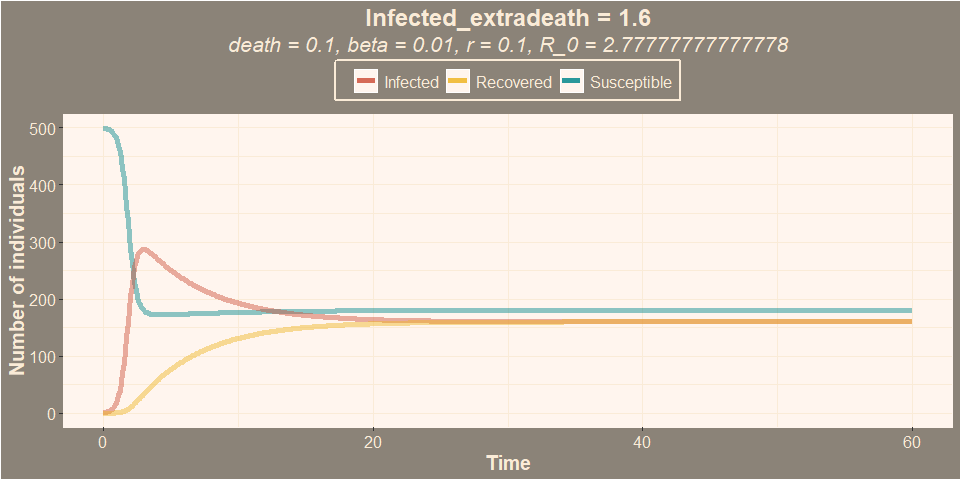 Infected_extradeath = 1.6
death = 0.1, beta = 0.01, r = 0.1, R_0 = 2.77777777777778
Infected Recovered Susceptible
Number of individuals
500
400
300
200
100
0
0 20 40 60
Time